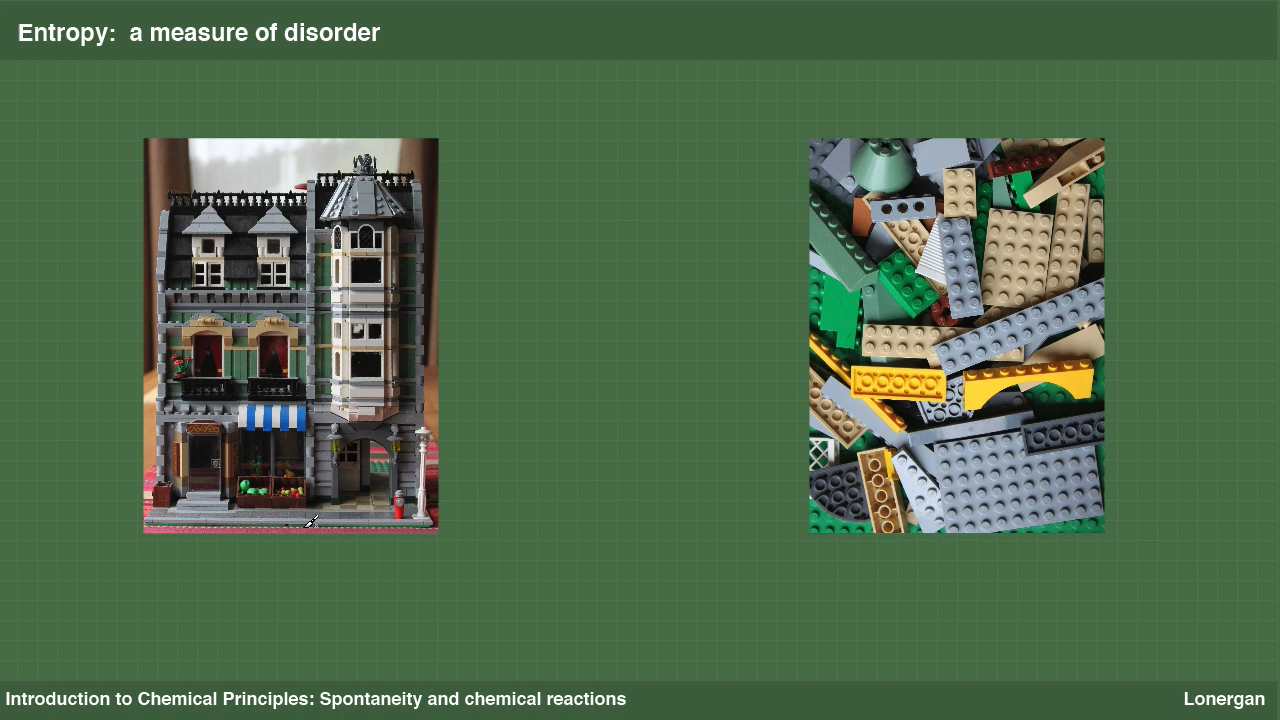 Entropy:  a measure of disorder
Introduction to Chemical Principles: Spontaneity and chemical reactions
Lonergan